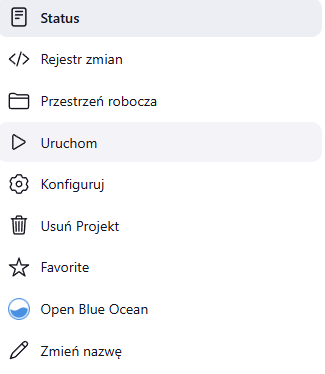 Status
Rejestr zmian
Przestrzeń robocza
Uruchom
Konfiguruj
Usuń Projekt
Favorite
Open Blue Ocean
Zmień nazwę